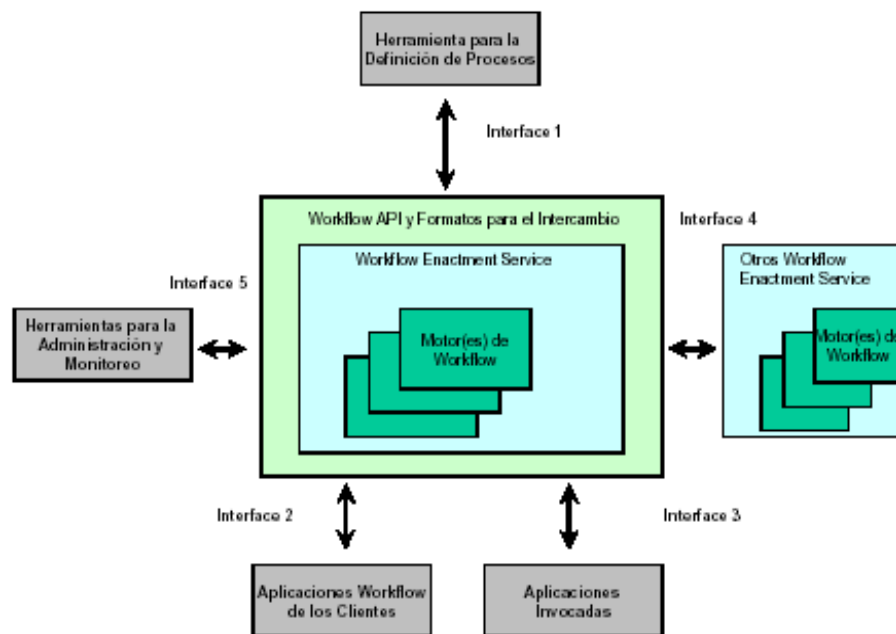 Herramienta para la
Definición de Procesos
Interface 1
Workflow API y Formatos para el Intercambio
Interface 4
Workflow Enactment Service
Otros Workflow
Enactment Service
Interface 5
Motor(es) de
Workflow
Motor(es) de
Workflow
Herramientas para la
Administración y
Monitoreo
Interface 2
Interface 3
Aplicaciones Workflow
de los Clientes
Aplicaciones
Invocadas